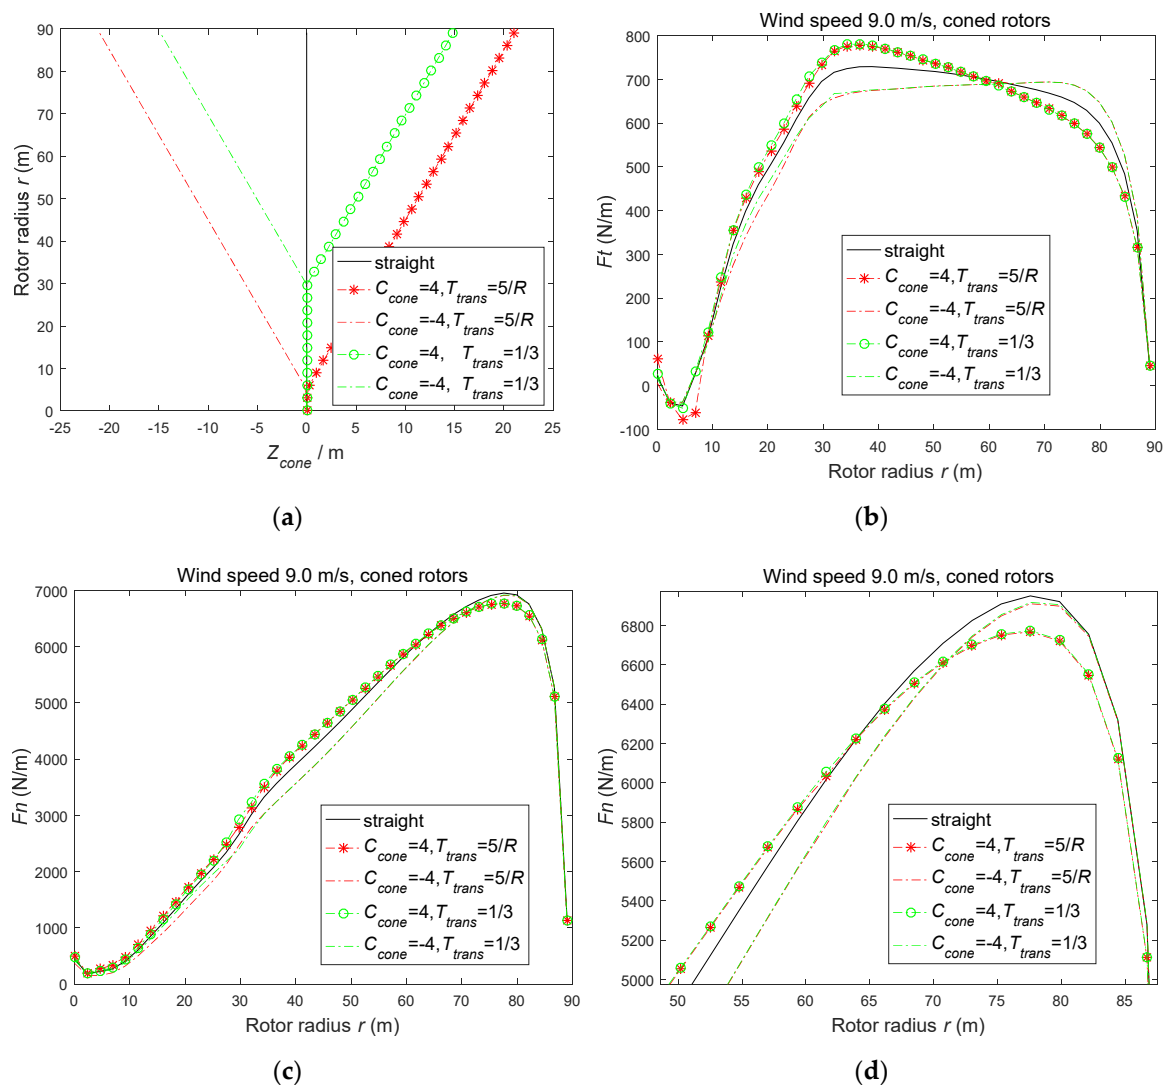 90
80
70
60
50
40
30
20
10
0
Rotor radius r (m)
straight
C_cone=4,T_trans=5/R
C_cone=-4,T_trans=5/R
C_cone=4, T_trans=1/3
C_cone=-4, T_trans=1/3
-25 -20 -15 -10 -5 0 5 10 15 20 25
Z_cone / m
(a)
Wind speed 9.0 m/s, coned rotors
800
700
600
500
400
300
200
100
0
-100
Ft (N/m)
straight
C_cone=4,T_trans=5/R
C_cone=-4,T_trans=5/R
C_cone=4, T_trans=1/3
C_cone=-4, T_trans=1/3
0 10 20 30 40 50 60 70 80 90
Rotor radius r (m)
(b)
Wind speed 9.0 m/s, coned rotors
7000
6000
5000
4000
3000
2000
1000
0
Fn (N/m)
straight
C_cone=4,T_trans=5/R
C_cone=-4,T_trans=5/R
C_cone=4, T_trans=1/3
C_cone=-4, T_trans=1/3
0 10 20 30 40 50 60 70 80 90
Rotor radius r (m)
(c)
Wind speed 9.0 m/s, coned rotors
6800
6600
6400
6200
6000
5800
5600
5400
5200
5000
Fn (N/m)
straight
C_cone=4,T_trans=5/R
C_cone=-4,T_trans=5/R
C_cone=4, T_trans=1/3
C_cone=-4, T_trans=1/3
50 55 60 65 70 75 80 85
Rotor radius r (m)
(d)